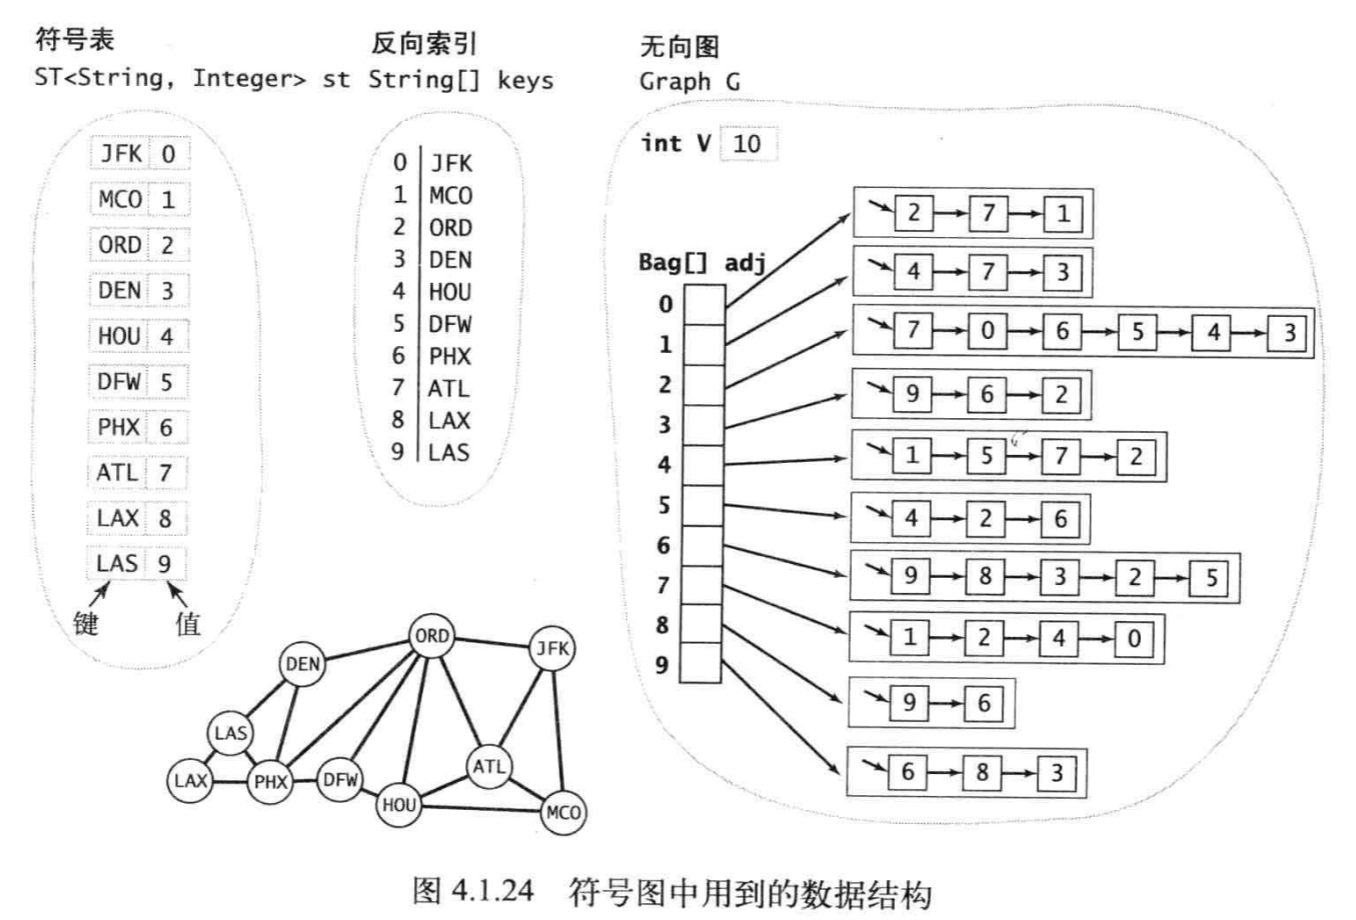 符号表
ST<String, Integer> st
JFK 0
MCO 1
ORD 2
DEN 3
HOU 4
DFW 5
PHX 6
ATL 7
LAX 8
LAS 9
键 值
反向索引
String[] keys
0 JFK
1 MCO
2 ORD
3 DEN
4 HOU
5 DFW
6 PHX
7 ATL
8 LAX
9 LAS
无向图
Graph G
int V 10
Bag[] adj
0
1
2
3
4
5
6
7
8
9
2 7 1
4 7 3
7 0 6 5 4 3
9 6 2
1 5 7 2
4 2 6
9 8 3 2 5
1 2 4 0
9 6
6 8 3
ORD
JFK
DEN
LAS
ATL
LAX
PHX
DFW
HOU
MCO
图 4.1.24 符号图中用到的数据结构